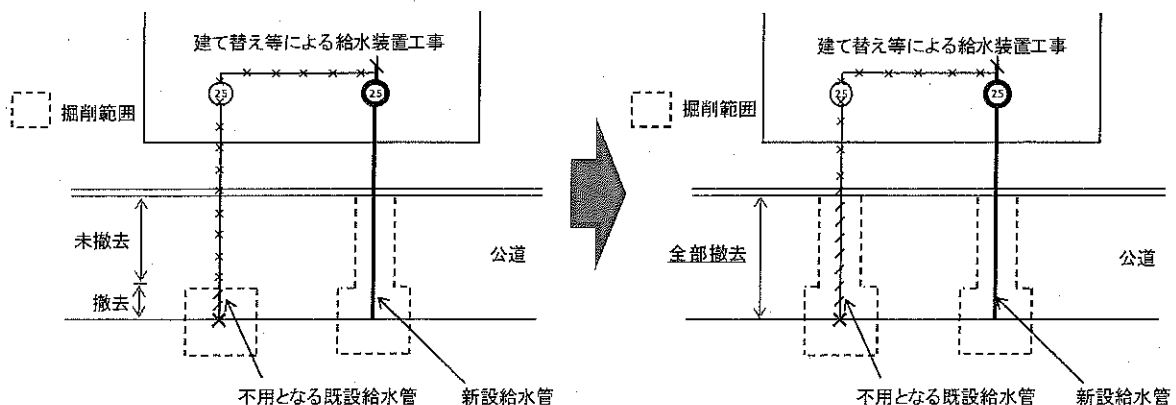 建て替え等による給水装置工事
25
25
掘削範囲
未撤去
撤去
公道
不用となる既設給水管
新設給水管
建て替え等による給水装置工事
25
25
掘削範囲
全部撤去
公道
不用となる既設給水管
新設給水管